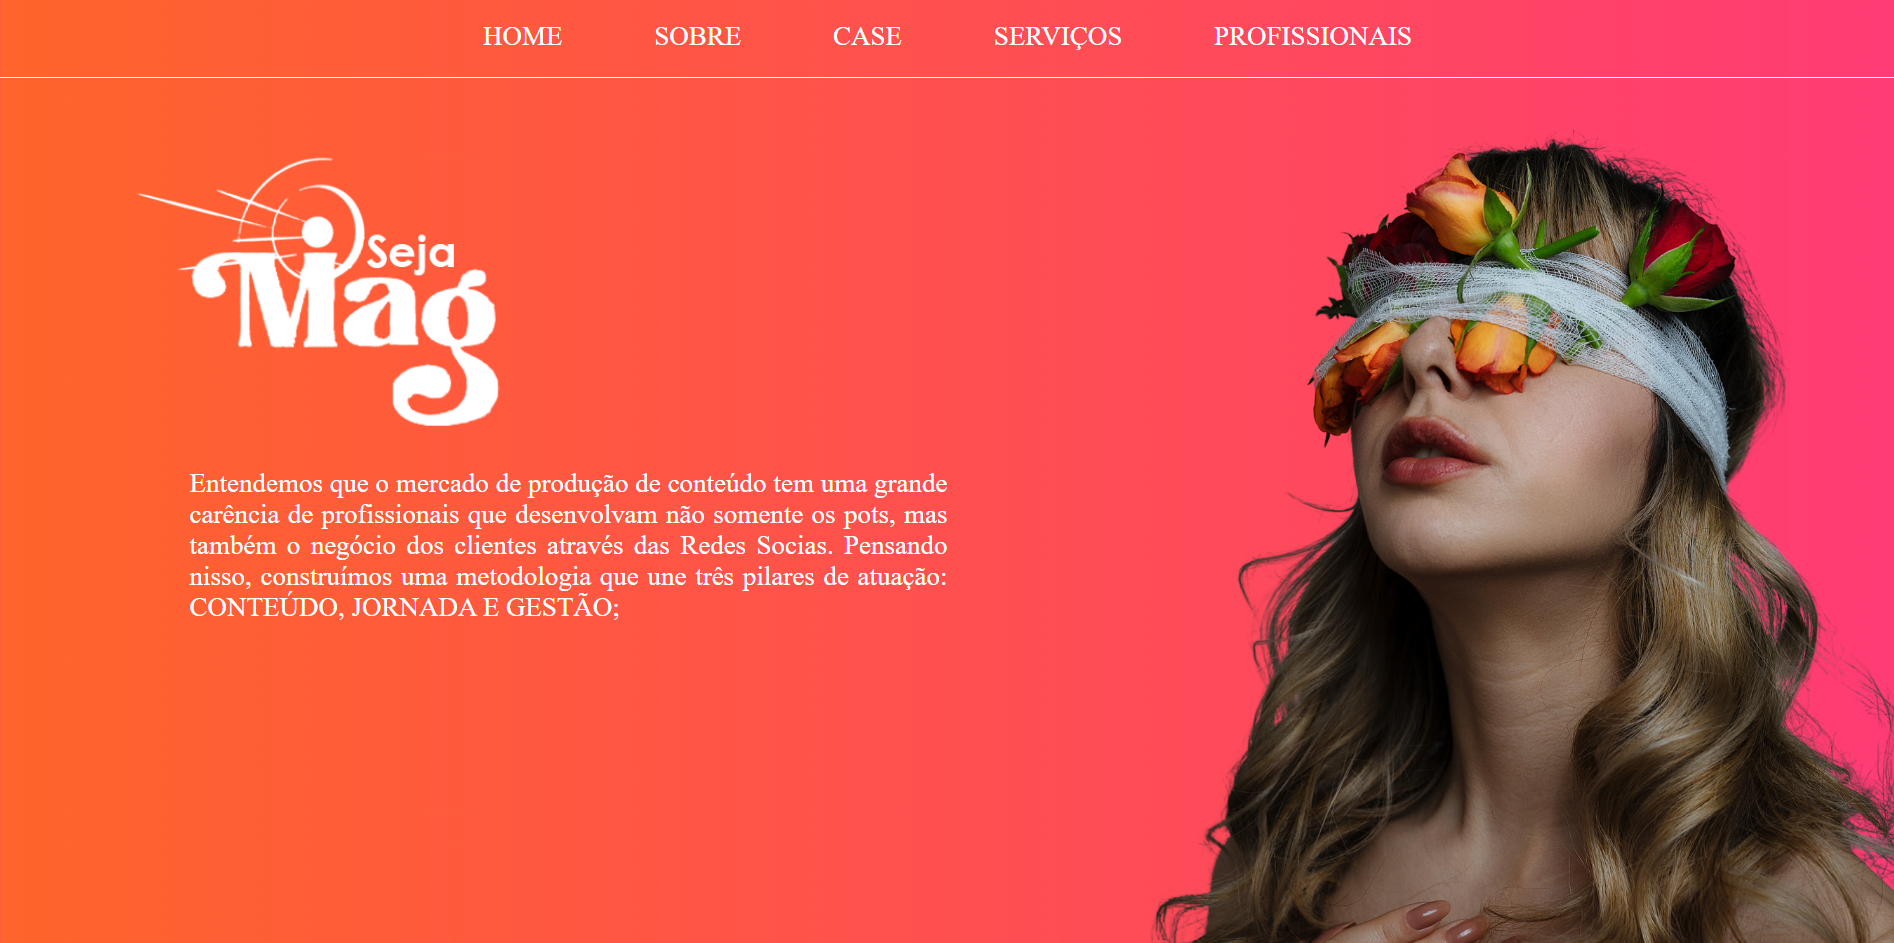 HOME SOBRE CASE SERVIÇOS PROFISSIONAIS
Seja
Mag
Entendemos que o mercado de produção de conteúdo tem uma grande
carência de profissionais que desenvolvam não somente os pots, mas
também o negócio dos clientes através das Redes Socias. Pensando
nisso, construímos uma metodologia que une três pilares de atuação:
CONTEÚDO, JORNADA E GESTÃO;